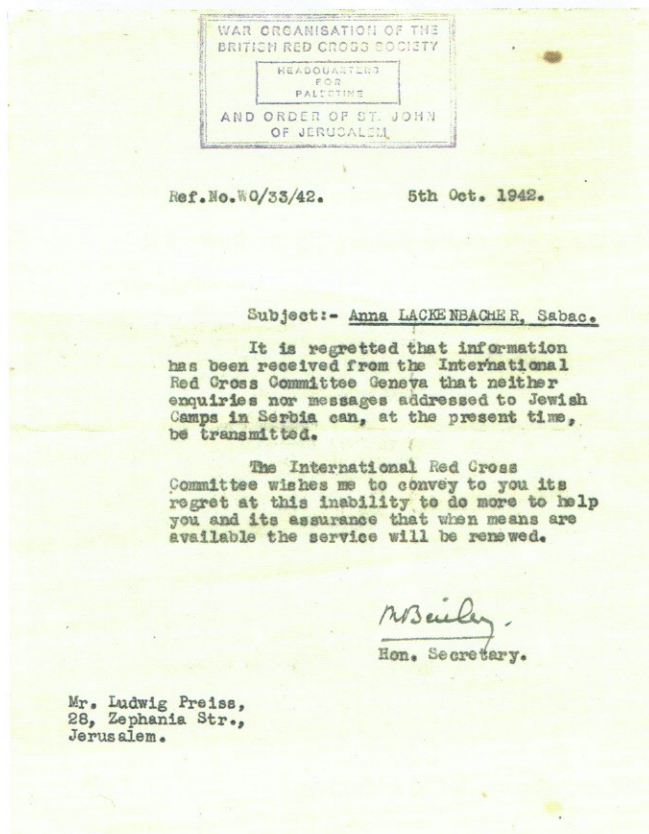 WAR ORGANISATION OF THE
BRITISH RED CROSS SOCIETY
HEADQUARTERS
FOR
PALESTINE
AND ORDER OF ST. JOHN
OF JERUSALEM
Ref.No.WO/33/42. 5th Oct. 1942.
Subject:- Anna LACKENBACHER, Sabac.
It is regretted that information
has been received from the International
Red Cross Committee Geneva that neither
enquiries nor messages addressed to Jewish
Camps in Serbia can, at the present time,
be transmitted.
The International Red Cross
Committee wishes me to convey to you its
regret at this inability to do more to help
you and its assurance that when means are
available the service will be renewed.
Hon. Secretary.
Mr. Ludwig Preiss,
28, Zephania Str.,
Jerusalem.